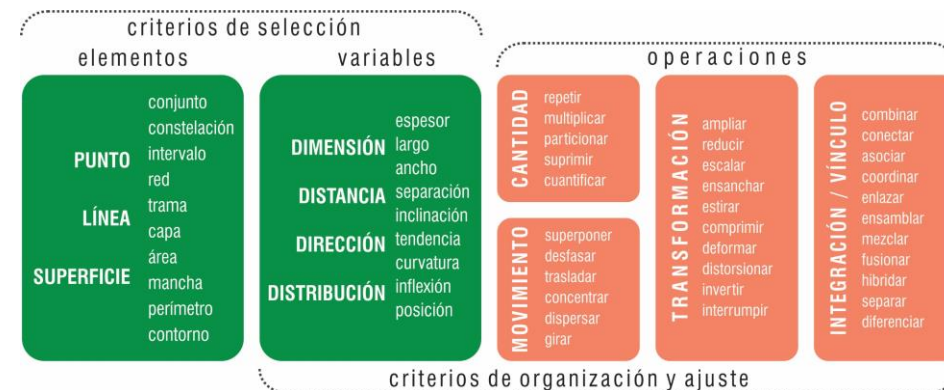 criterios de selección
elementos
variables
operaciones
PUNTO
LÍNEA
SUPERFICIE
conjunto
constelación
intervalo
red
trama
capa
área
mancha
perímetro
contorno
DIMENSIÓN
DISTANCIA
DIRECCIÓN
DISTRIBUCIÓN
espesor
largo
ancho
separación
inclinación
tendencia
curvatura
inflexión
posición
CANTIDAD
repetir
multiplicar
particionar
suprimir
cuantificar
MOVIMIENTO
superponer
desfasar
trasladar
concentrar
dispersar
girar
TRANSFORMACIÓN
ampliar
reducir
escalar
ensanchar
estirar
comprimir
deformar
distorsionar
invertir
interrumpir
INTEGRACIÓN / VÍNCULO
combinar
conectar
asociar
coordinar
enlazar
ensamblar
mezclar
fusionar
hibridar
separar
diferenciar
criterios de organización y ajuste